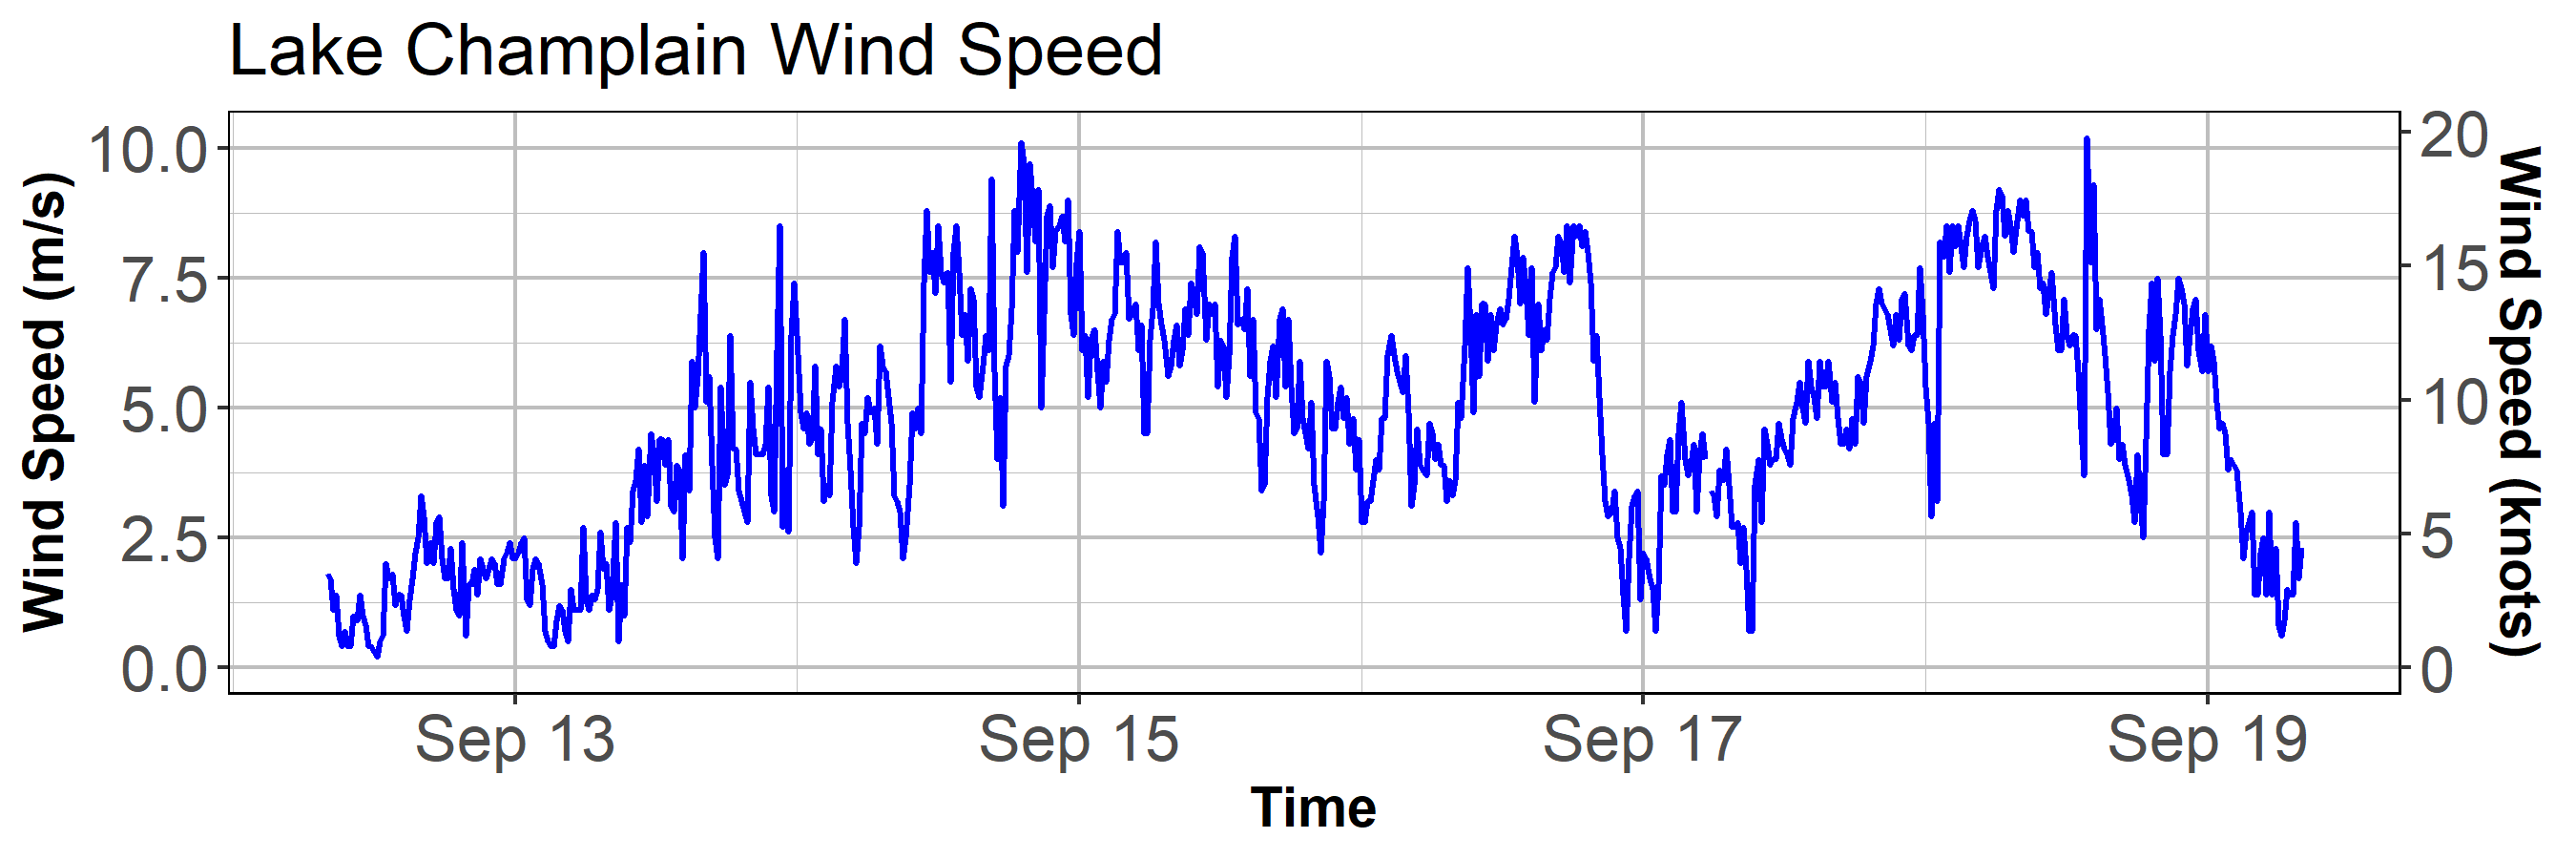 Lake Champlain Wind Speed
Wind Speed (m/s)
10.0
7.5
5.0
2.5
0.0
20
15
10
5
0
Wind Speed (knots)
Sep 13
Sep 15
Sep 17
Sep 19
Time